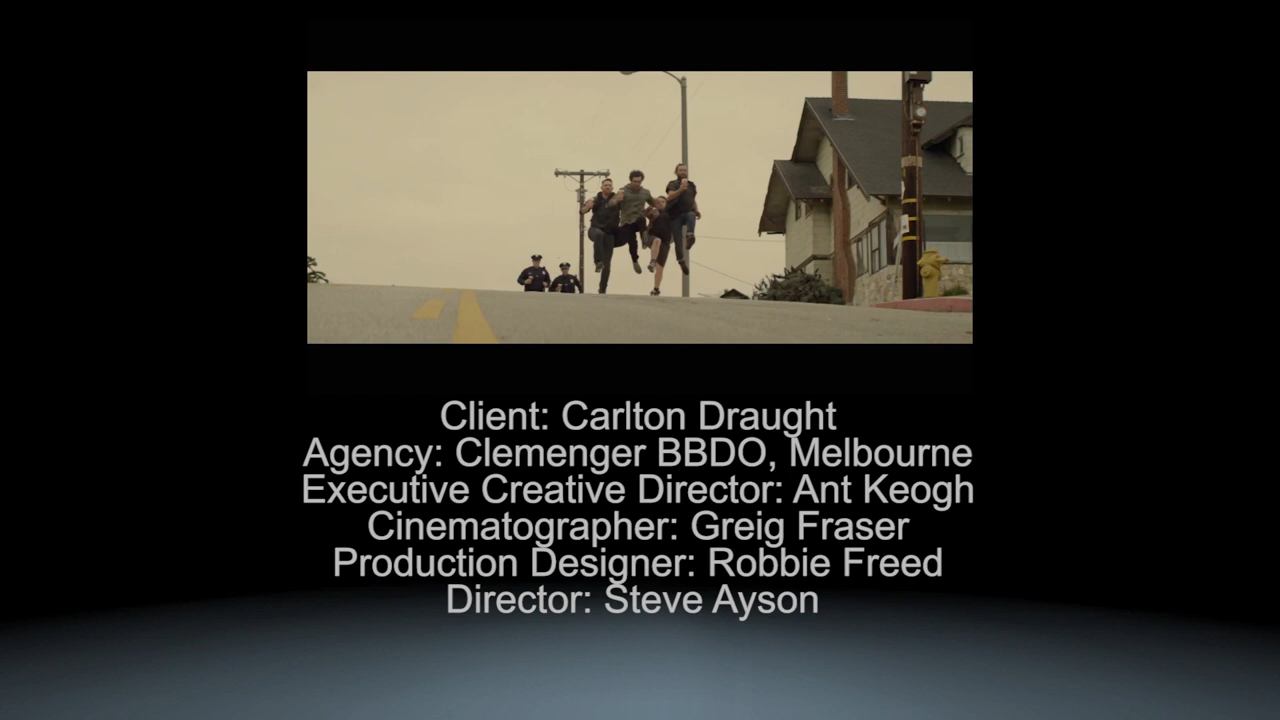 Client: Carlton Draught
Agency: Clemenger BBDO, Melbourne
Executive Creative Director: Ant Keogh
Cinematographer: Greig Fraser
Production Designer: Robbie Freed
Director: Steve Ayson